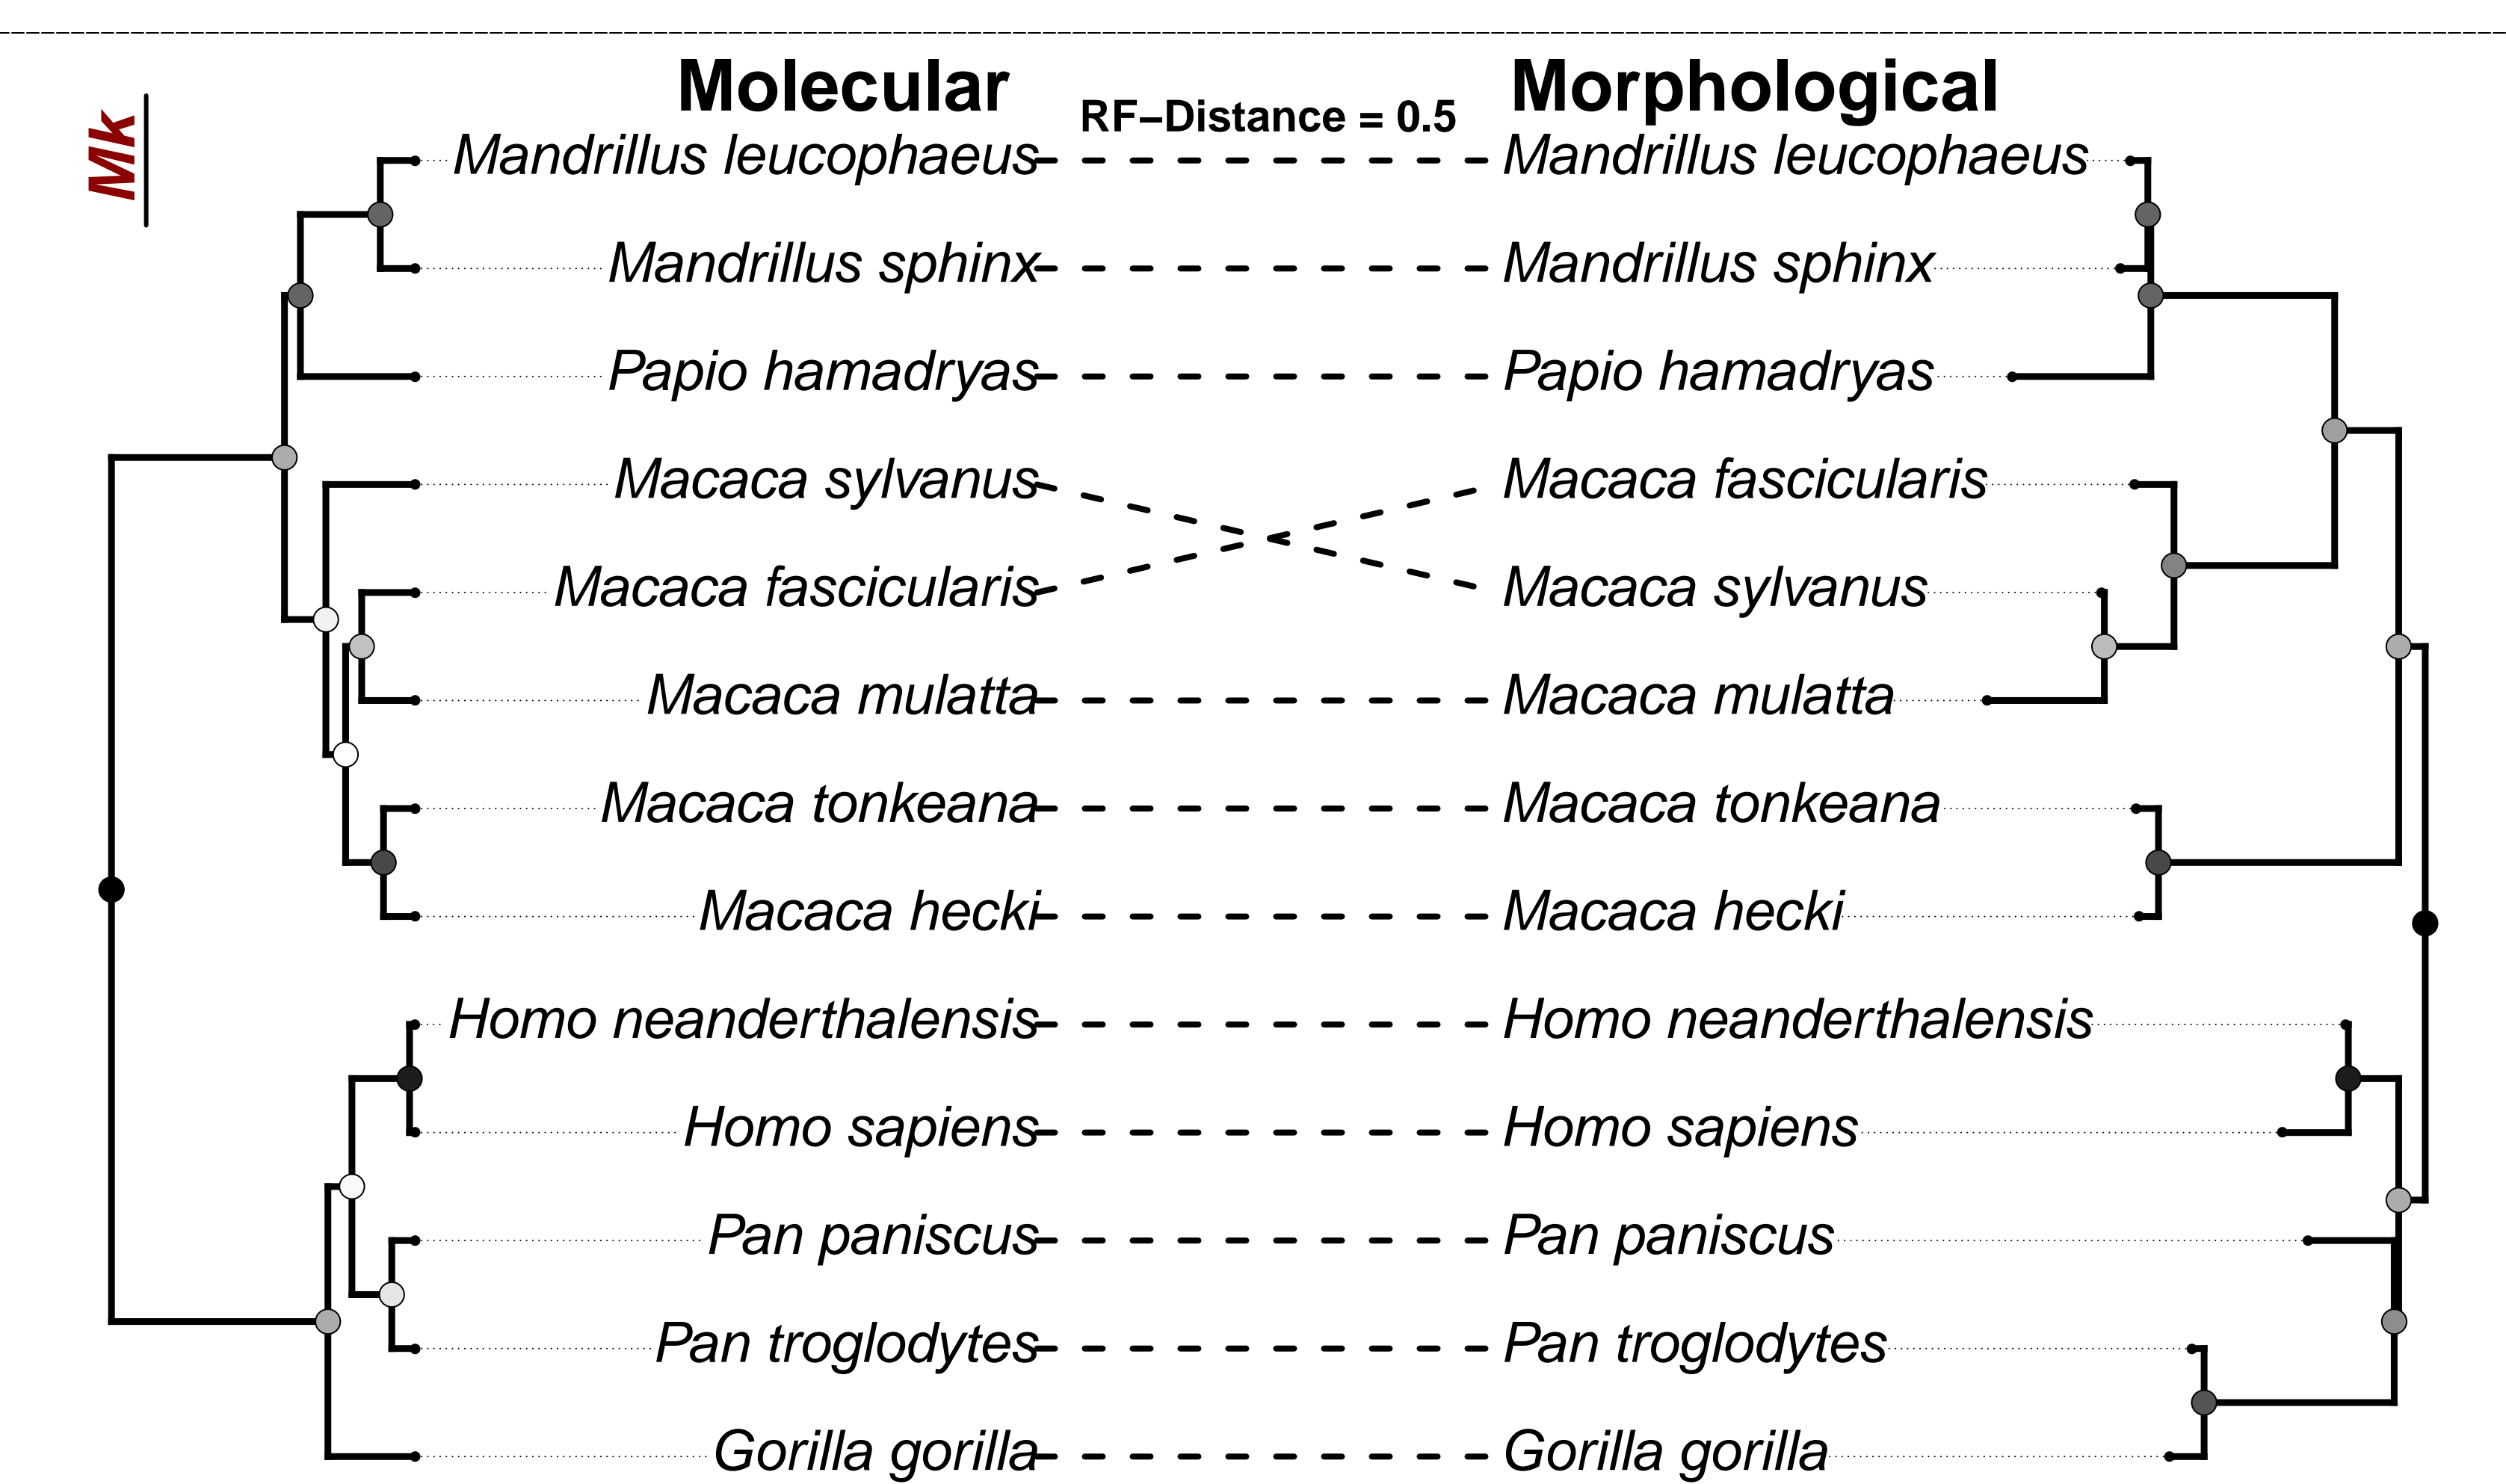 Mk
Molecular
RF–Distance = 0.5
Morphological
Mandrillus leucophaeus Mandrillus leucophaeus
Mandrillus sphinx Mandrillus sphinx
Papio hamadryas Papio hamadryas
Macaca sylvanus Macaca fascicularis
Macaca fascicularis Macaca sylvanus
Macaca mulatta Macaca mulatta
Macaca tonkeana Macaca tonkeana
Macaca hecki Macaca hecki
Homo neanderthalensis Homo neanderthalensis
Homo sapiens Homo sapiens
Pan paniscus Pan paniscus
Pan troglodytes Pan troglodytes
Gorilla gorilla Gorilla gorilla